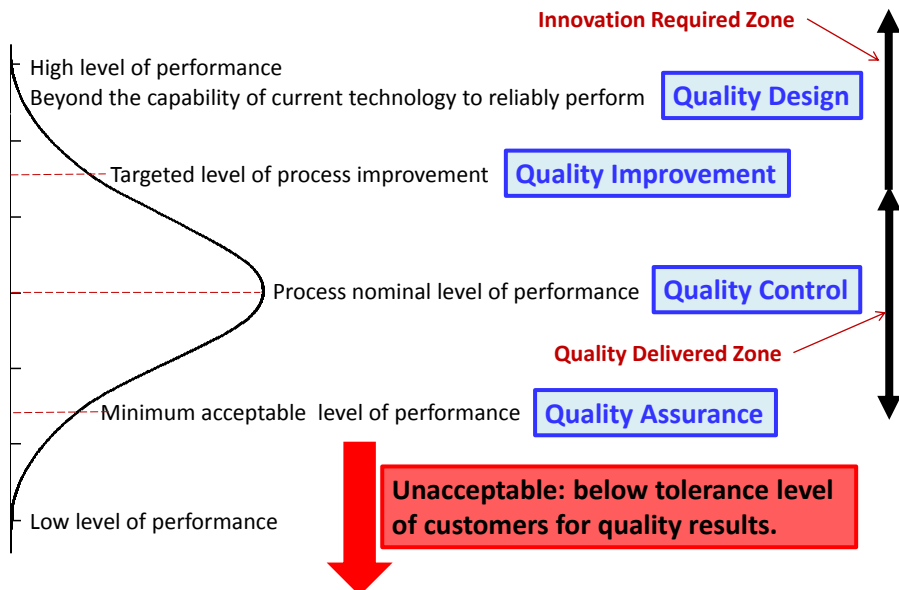 Innovation Required Zone
High level of performance
Beyond the capability of current technology to reliably perform
Quality Design
Targeted level of process improvement
Quality Improvement
Process nominal level of performance
Quality Control
Quality Delivered Zone
Minimum acceptable level of performance
Quality Assurance
Unacceptable: below tolerance level
of customers for quality results.
Low level of performance